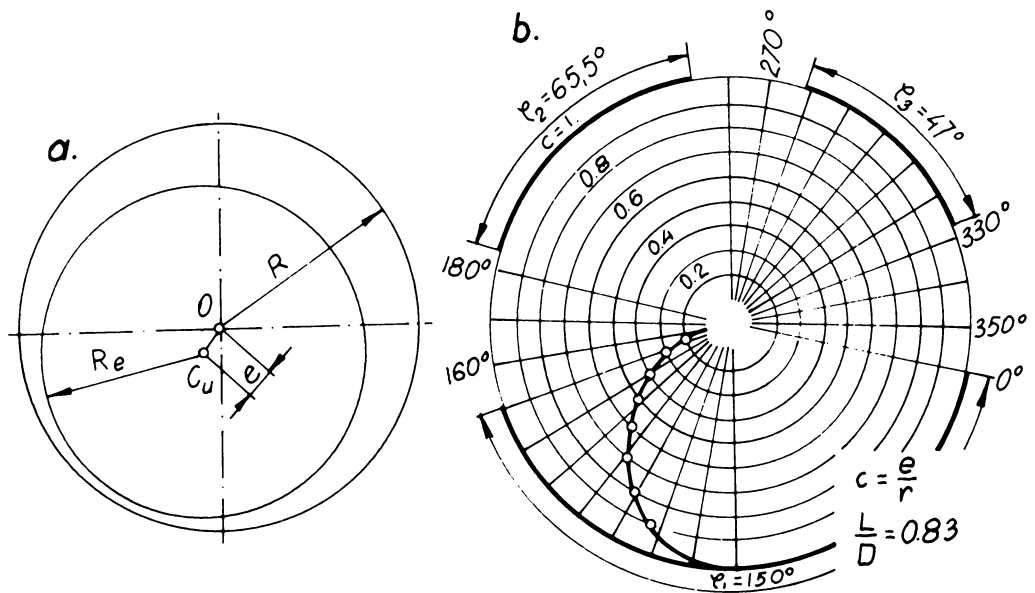 a.
R
O
Re
Cu
e
b.
φ₂=65,5°
c=1.
0.8
0.6
0.4
0.2
270°
φ₃=47°
330°
350°
0°
180°
160°
φ₁=150°
c = e/r
L/D = 0.83